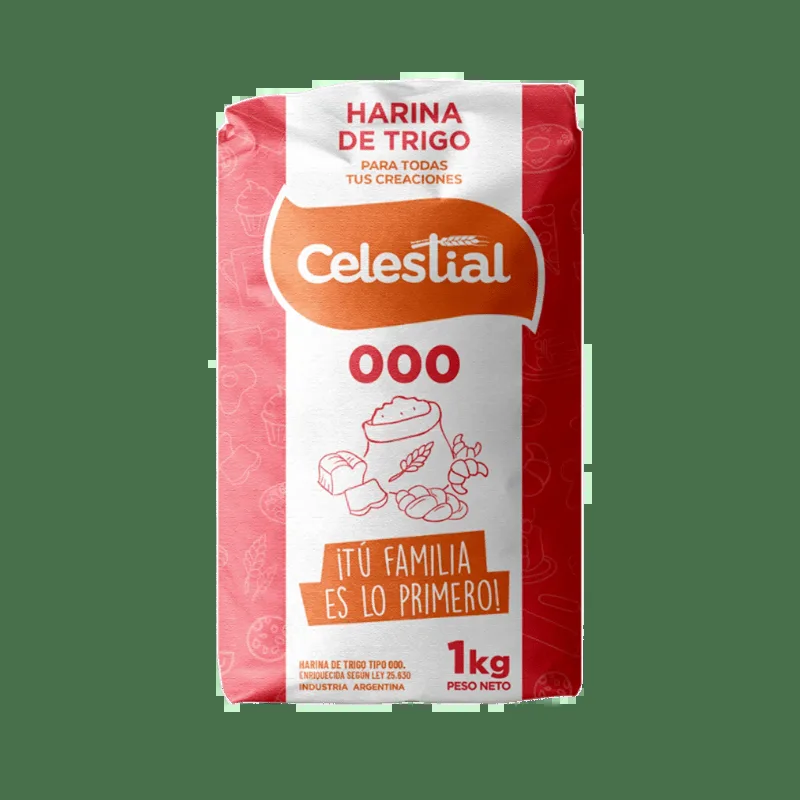 HARINA
DE TRIGO
PARA TODAS
TUS CREACIONES
Celestial
000
¡TÚ FAMILIA
ES LO PRIMERO!
HARINA DE TRIGO TIPO 000.
ENRIQUECIDA SEGÚN LEY 25.630
INDUSTRIA ARGENTINA
1kg
PESO NETO